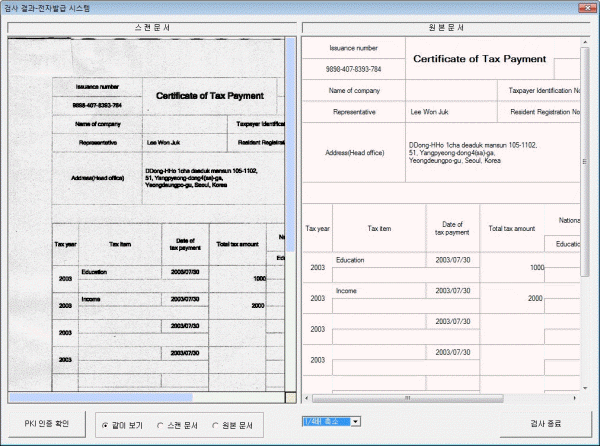 검사 결과-전자발급 시스템
스캔문서
Issuance number
9898-407-8393-784
Certificate of Tax Payment
Name of company
Taxpayer Identific
Representative
Lee Won Juk
Resident Regist
Address(Head office)
DDong-HHo 1cha deaduk mansun 105-1102,
51, Yangpyeong-dong4(sa)-ga,
Yeongdeungpo-gu, Seoul, Korea
Tax year
Tax item
Date of
tax payment
Total tax amount
Na
Edu
2003
Education
2003/07/30
1000
2003
Income
2003/07/30
2000
2003
2003/07/30
2003
2003/07/30
원본문서
Issuance number
9898-407-8393-784
Certificate of Tax Payment
Name of company
Taxpayer Identification No
Representative
Lee Won Juk
Resident Registration No
Address(Head office)
DDong-HHo 1cha deaduk mansun 105-1102,
51, Yangpyeong-dong4(sa)-ga,
Yeongdeungpo-gu, Seoul, Korea
Tax year
Tax item
Date of
tax payment
Total tax amount
Nationa
Educatio
2003
Education
2003/07/30
1000
2003
Income
2003/07/30
2000
2003
2003/07/30
2003
2003/07/30
PKI 인증 확인
같이 보기
스캔 문서
원본 문서
1/4배 축소
검사 종료